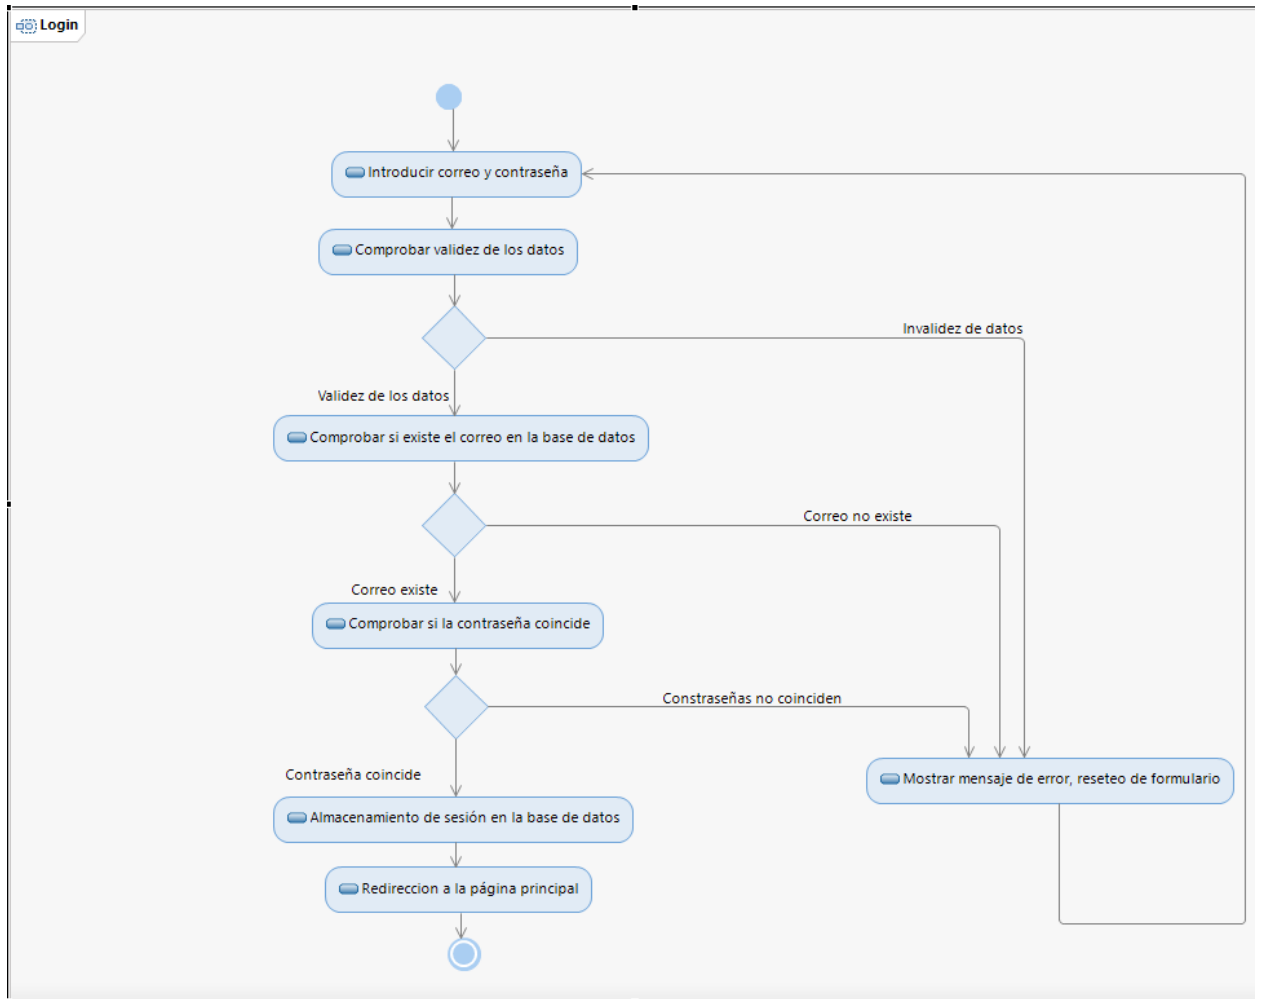 Login
Introducir correo y contraseña
Comprobar validez de los datos
Invalidez de datos
Validez de los datos
Comprobar si existe el correo en la base de datos
Correo no existe
Correo existe
Comprobar si la contraseña coincide
Constraseñas no coinciden
Contraseña coincide
Mostrar mensaje de error, reseteo de formulario
Almacenamiento de sesión en la base de datos
Redireccion a la página principal